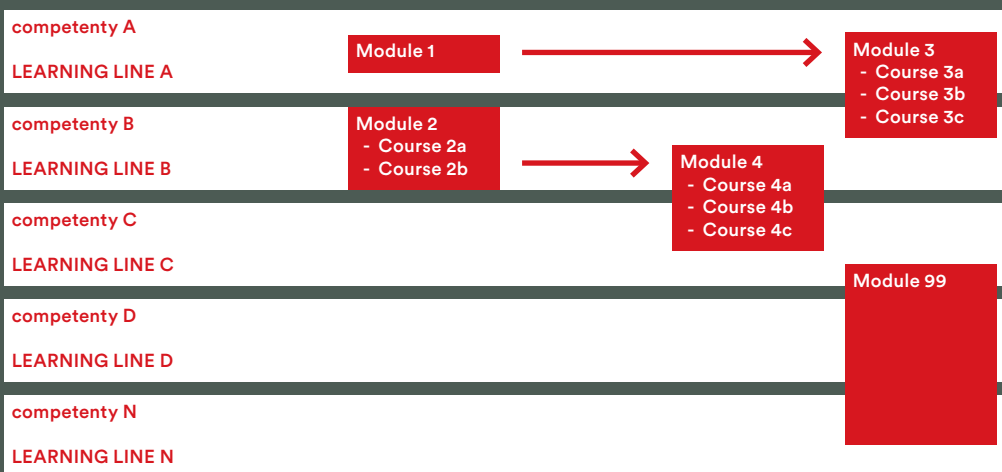 competenty A
LEARNING LINE A
Module 1
Module 3
- Course 3a
- Course 3b
- Course 3c
competenty B
LEARNING LINE B
Module 2
- Course 2a
- Course 2b
Module 4
- Course 4a
- Course 4b
- Course 4c
competenty C
LEARNING LINE C
Module 99
competenty D
LEARNING LINE D
competenty N
LEARNING LINE N